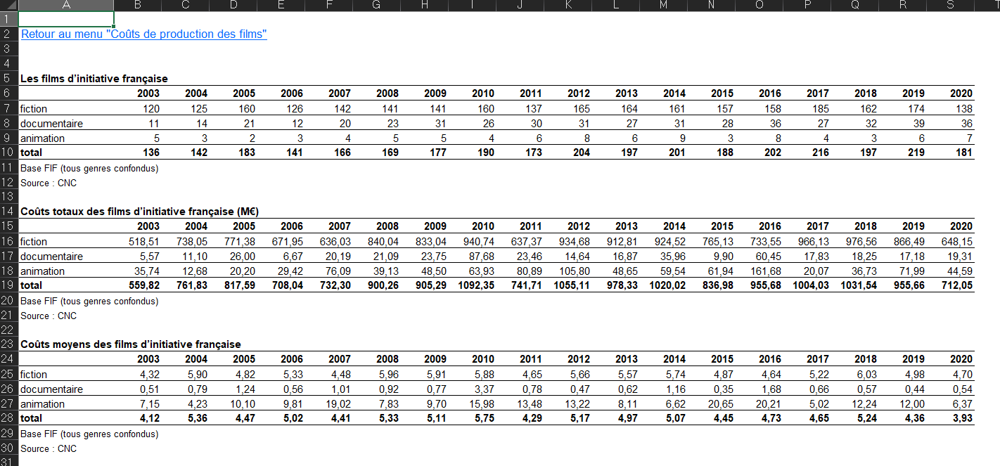 A B C D E F G H I J K L M N O P Q R S T
1
2 Retour au menu "Coûts de production des films"
3
4
5 Les films d’initiative française
6 2003 2004 2005 2006 2007 2008 2009 2010 2011 2012 2013 2014 2015 2016 2017 2018 2019 2020
7 fiction 120 125 160 126 142 141 141 160 137 165 164 161 157 158 185 162 174 138
8 documentaire 11 14 21 12 20 23 31 26 30 31 27 31 28 36 27 32 39 36
9 animation 5 3 2 3 4 5 5 4 6 8 6 9 3 8 4 3 6 7
10 total 136 142 183 141 166 169 177 190 173 204 197 201 188 202 216 197 219 181
11 Base FIF (tous genres confondus)
12 Source : CNC
13
14 Coûts totaux des films d’initiative française (M€)
15 2003 2004 2005 2006 2007 2008 2009 2010 2011 2012 2013 2014 2015 2016 2017 2018 2019 2020
16 fiction 518,51 738,05 771,38 671,95 636,03 840,04 833,04 940,74 637,37 934,68 912,81 924,52 765,13 733,55 966,13 976,56 866,49 648,15
17 documentaire 5,57 11,10 26,00 6,67 20,19 21,09 23,75 87,68 23,46 14,64 16,87 35,96 9,90 60,45 17,83 18,25 17,18 19,31
18 animation 35,74 12,68 20,20 29,42 76,09 39,13 48,50 63,93 80,89 105,80 48,65 59,54 61,94 161,68 20,07 36,73 71,99 44,59
19 total 559,82 761,83 817,59 708,04 732,30 900,26 905,29 1092,35 741,71 1055,11 978,33 1020,02 836,98 955,68 1004,03 1031,54 955,66 712,05
20 Base FIF (tous genres confondus)
21 Source : CNC
22
23 Coûts moyens des films d’initiative française
24 2003 2004 2005 2006 2007 2008 2009 2010 2011 2012 2013 2014 2015 2016 2017 2018 2019 2020
25 fiction 4,32 5,90 4,82 5,33 4,48 5,96 5,91 5,88 4,65 5,66 5,57 5,74 4,87 4,64 5,22 6,03 4,98 4,70
26 documentaire 0,51 0,79 1,24 0,56 1,01 0,92 0,77 3,37 0,78 0,47 0,62 1,16 0,35 1,68 0,66 0,57 0,44 0,54
27 animation 7,15 4,23 10,10 9,81 19,02 7,83 9,70 15,98 13,48 13,22 8,11 6,62 20,65 20,21 5,02 12,24 12,00 6,37
28 total 4,12 5,36 4,47 5,02 4,41 5,33 5,11 5,75 4,29 5,17 4,97 5,07 4,45 4,73 4,65 5,24 4,36 3,93
29 Base FIF (tous genres confondus)
30 Source : CNC
31